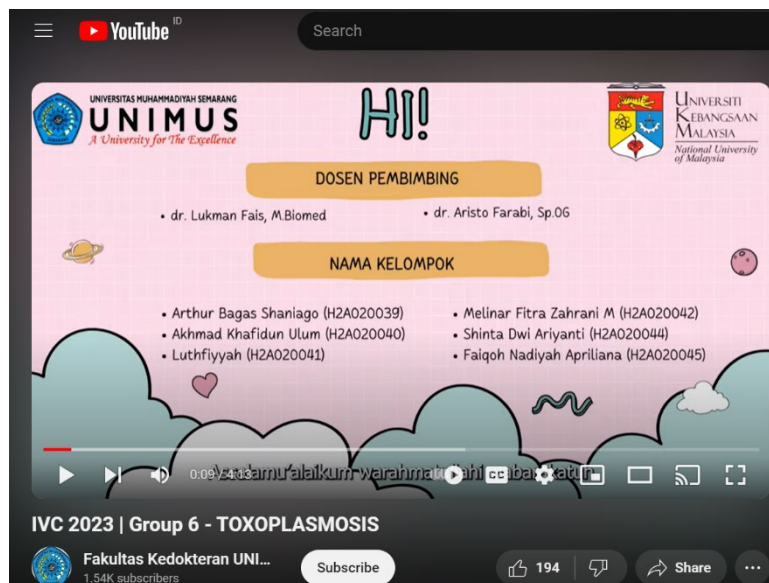 YouTube ID
Search
UNIVERSITAS MUHAMMADIYAH SEMARANG
UNIMUS
A University for The Excellence
HI!
UNIVERSITI
KEBANGSAAN
MALAYSIA
National University
of Malaysia
DOSEN PEMBIMBING
• dr. Lukman Fais, M.Biomed
• dr. Aristo Farabi, Sp.OG
NAMA KELOMPOK
• Arthur Bagas Shaniago (H2A020039)
• Akhmad Khafidun Ulum (H2A020040)
• Luthfiyyah (H2A020041)
• Melinar Fitra Zahrani M (H2A020042)
• Shinta Dwi Ariyanti (H2A020044)
• Faiqoh Nadiyah Apriliana (H2A020045)
0:09 / 4:13
warahmatullahi
CC
IVC 2023 | Group 6 - TOXOPLASMOSIS
Fakultas Kedokteran UNI...
1.54K subscribers
Subscribe
194
Share